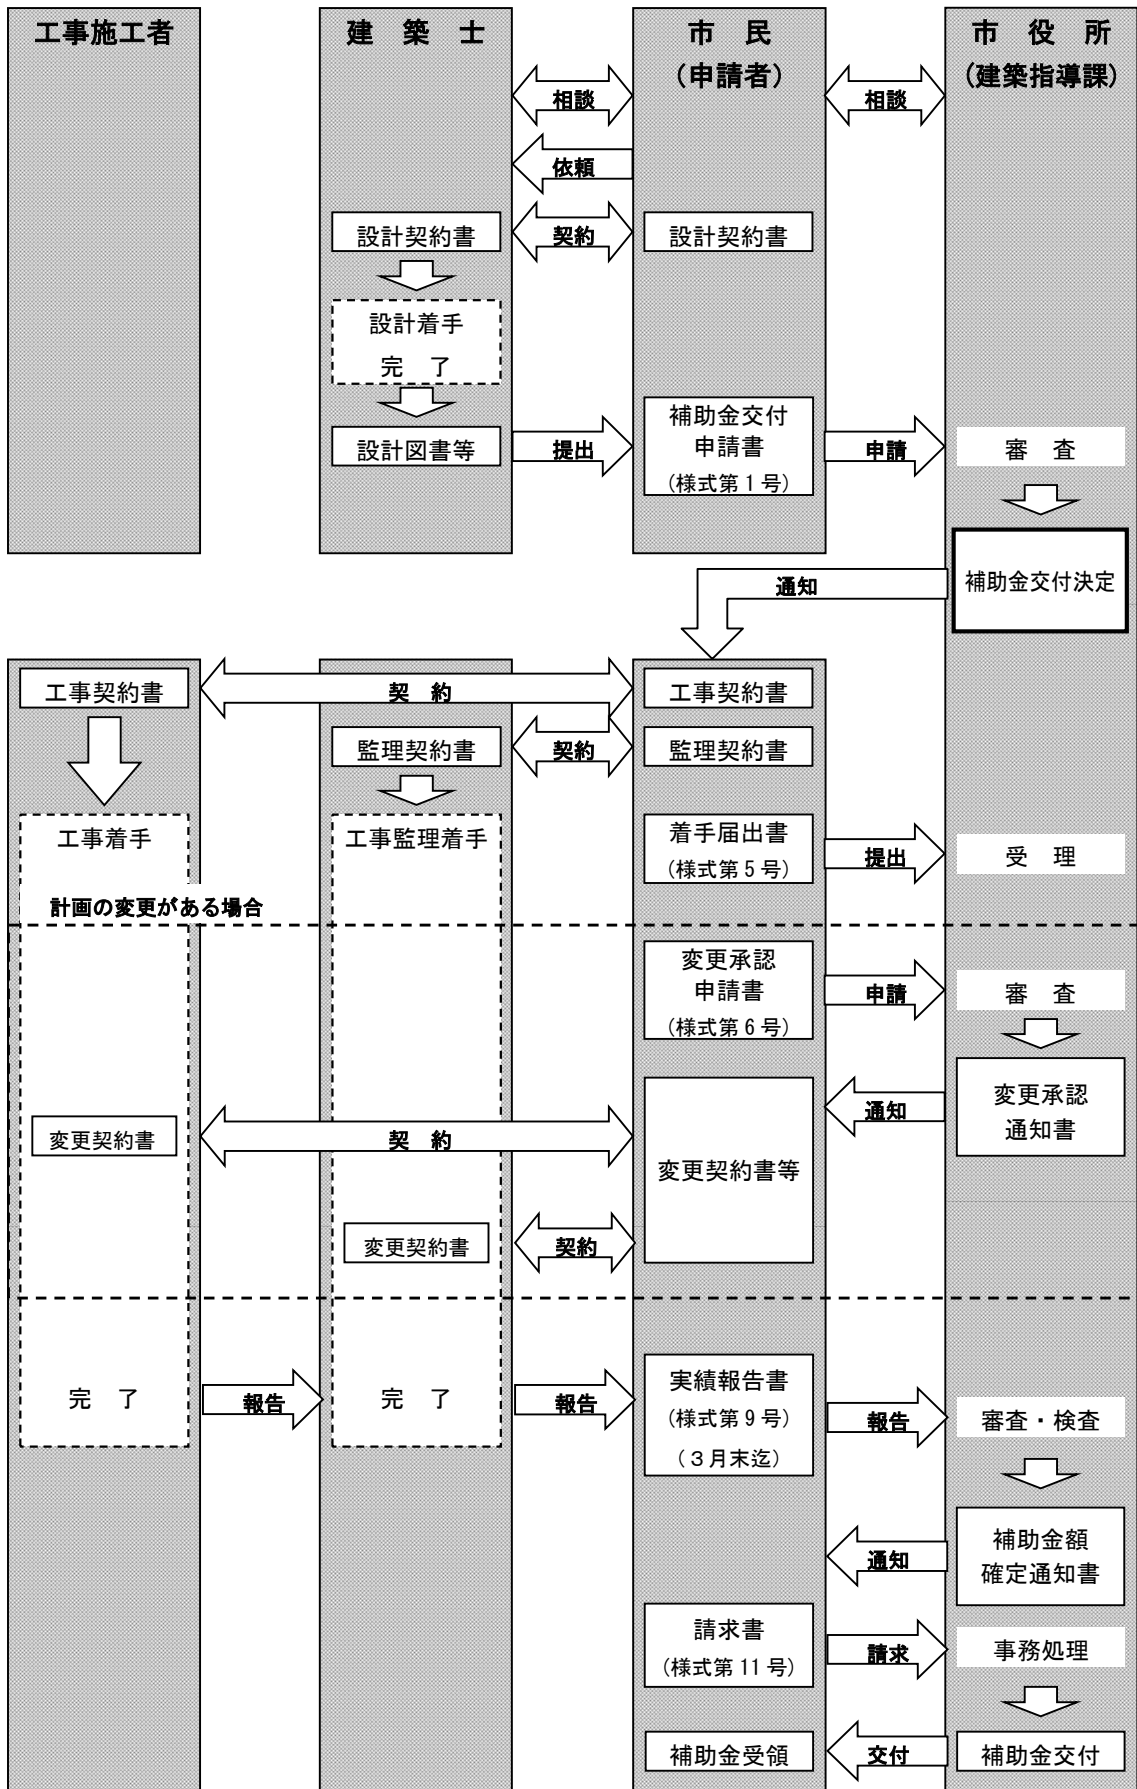 工事施工者
建 築 士
市 民
(申請者)
市 役 所
(建築指導課)
相談
相談
依頼
設計契約書
契約
設計契約書
設計着手
完 了
設計図書等
提出
補助金交付
申請書
(様式第1号)
申請
審 査
補助金交付決定
通知
工事契約書
契 約
工事契約書
監理契約書
契約
監理契約書
工事着手
工事監理着手
着手届出書
(様式第5号)
提出
受 理
計画の変更がある場合
変更承認
申請書
(様式第6号)
申請
審 査
変更承認
通知書
通知
変更契約書
契 約
変更契約書等
変更契約書
契約
完 了
報告
完 了
報告
実績報告書
(様式第9号)
(3月末迄)
報告
審査・検査
補助金額
確定通知書
通知
請求書
(様式第11号)
請求
事務処理
補助金受領
交付
補助金交付